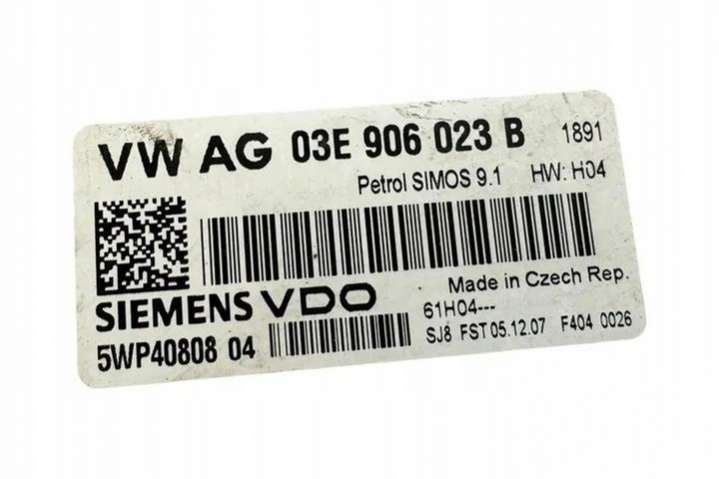 VW AG 03E 906 023 B 1891
Petrol SIMOS 9.1 HW: H04
Made in Czech Rep.
SIEMENS VDO 61H04---
5WP40808 04 SJ8 FST 05.12.07 F404 0026